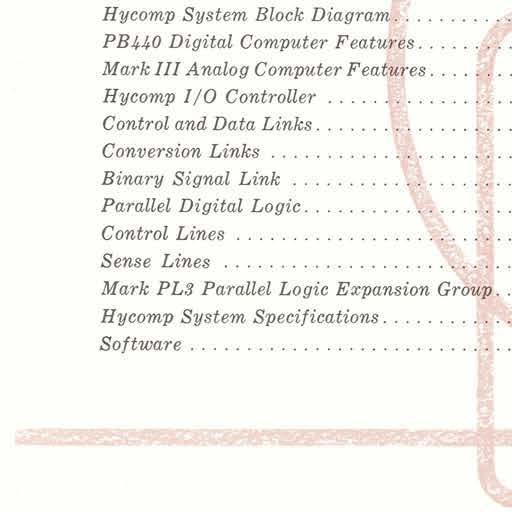 Hycomp System Block Diagram. . . . . . . . .
PB440 Digital Computer Features. . . . . . .
Mark III Analog Computer Features. . . . . .
Hycomp I/O Controller . . . . . . . . . . . . .
Control and Data Links. . . . . . . . . . . . . .
Conversion Links . . . . . . . . . . . . . . . . .
Binary Signal Link . . . . . . . . . . . . . . . .
Parallel Digital Logic. . . . . . . . . . . . . . .
Control Lines . . . . . . . . . . . . . . . . . . . .
Sense Lines . . . . . . . . . . . . . . . . . . . . .
Mark PL3 Parallel Logic Expansion Group. .
Hycomp System Specifications. . . . . . . . . .
Software . . . . . . . . . . . . . . . . . . . . . . .